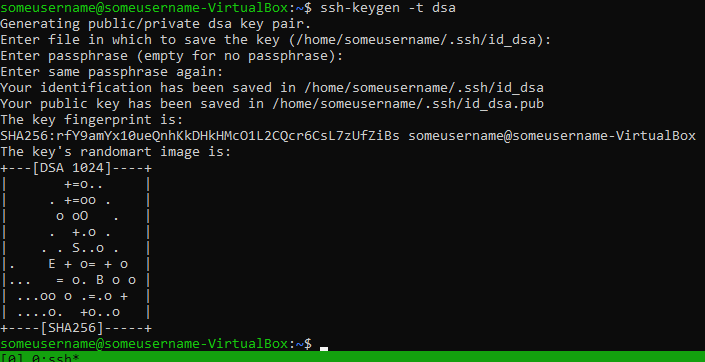 someusername@someusername-VirtualBox:~$ ssh-keygen -t dsa
Generating public/private dsa key pair.
Enter file in which to save the key (/home/someusername/.ssh/id_dsa):
Enter passphrase (empty for no passphrase):
Enter same passphrase again:
Your identification has been saved in /home/someusername/.ssh/id_dsa
Your public key has been saved in /home/someusername/.ssh/id_dsa.pub
The key fingerprint is:
SHA256:rfY9amYx10ueQnhKkDHkHMcO1L2CQcr6CsL7zUfZiBs someusername@someusername-VirtualBox
The key's randomart image is:
+---[DSA 1024]----+
|       +=o..     |
|     . +=oo .    |
|      o oO   .   |
|     .  +.o .    |
|    . . S..o .   |
|.    E + o= + o  |
|...   = o. B o o |
| ...oo o .=.o +  |
| ....o.  +o..o   |
+----[SHA256]-----+
someusername@someusername-VirtualBox:~$
[0] 0:ssh*